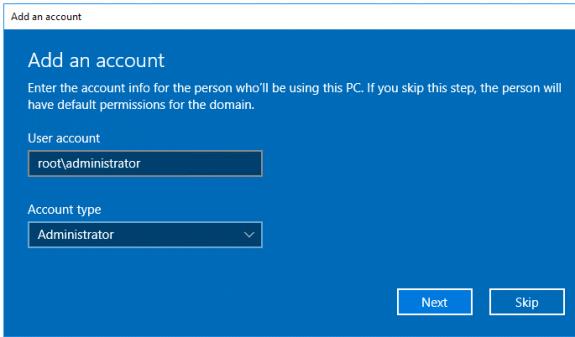 Add an account
Add an account
Enter the account info for the person who'll be using this PC. If you skip this step, the person will
have default permissions for the domain.
User account
root\administrator
Account type
Administrator
Next Skip